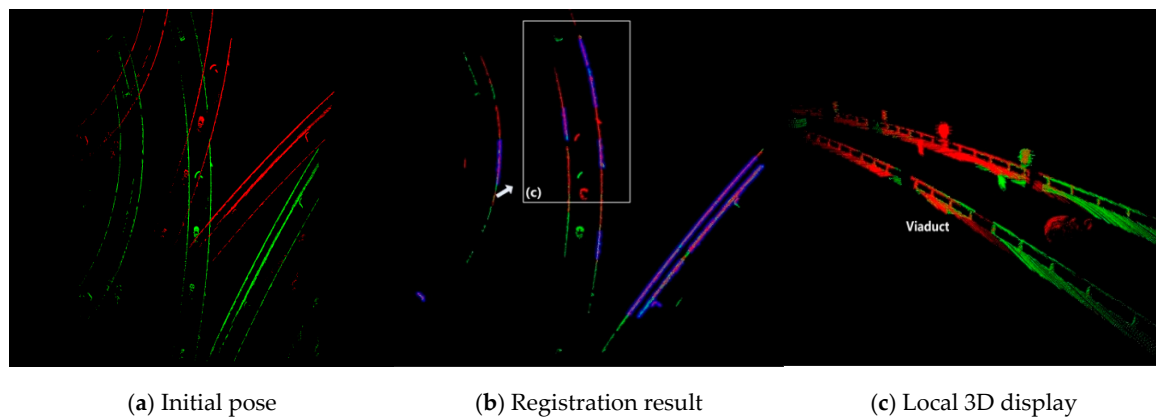 (c)
Viaduct
(a) Initial pose
(b) Registration result
(c) Local 3D display